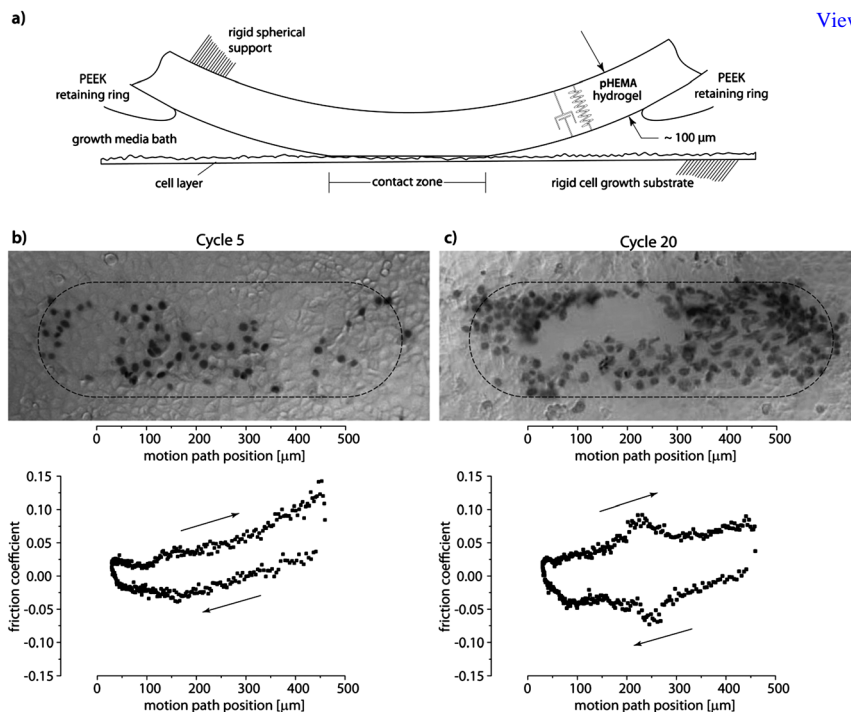 a)
View
rigid spherical
support
PEEK
retaining ring
pHEMA
hydrogel
PEEK
retaining ring
growth media bath
~ 100 µm
cell layer
contact zone
rigid cell growth substrate
b)
Cycle 5
c)
Cycle 20
0 100 200 300 400 500
motion path position [µm]
0 100 200 300 400 500
motion path position [µm]
0.15
0.10
0.05
0.00
-0.05
-0.10
-0.15
friction coefficient
0 100 200 300 400 500
motion path position [µm]
0.15
0.10
0.05
0.00
-0.05
-0.10
-0.15
friction coefficient
0 100 200 300 400 500
motion path position [µm]